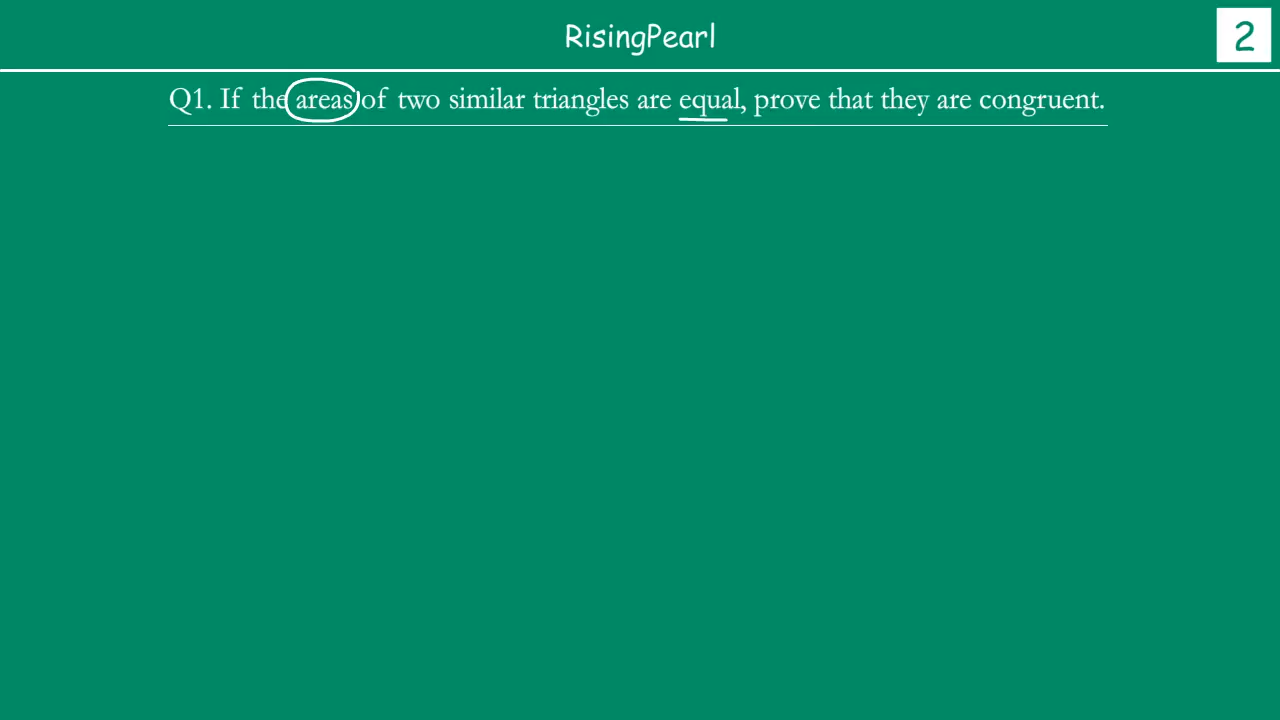 RisingPearl
2
Q1. If the areas of two similar triangles are equal, prove that they are congruent.